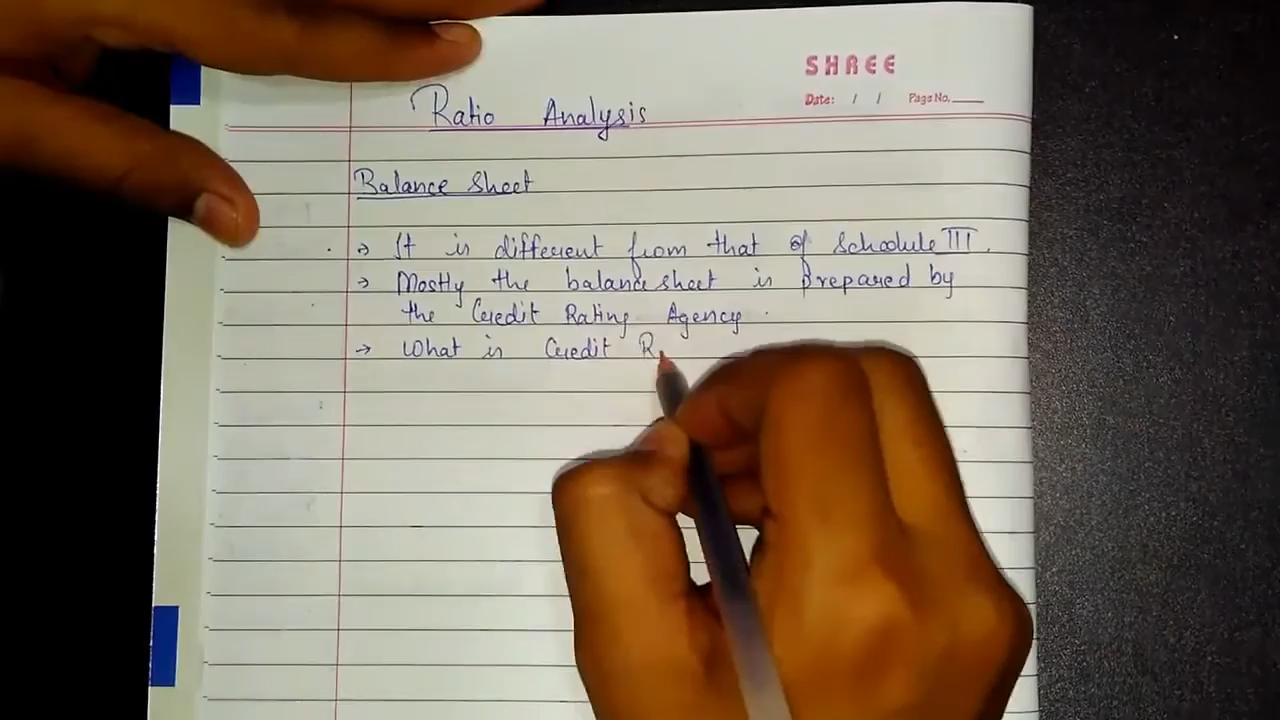 SHREE
Date: / / Page No.
Ratio Analysis
Balance Sheet
→ It is different from that of Schedule III.
→ Mostly the balance sheet is prepared by
the Credit Rating Agency.
→ What is Credit R